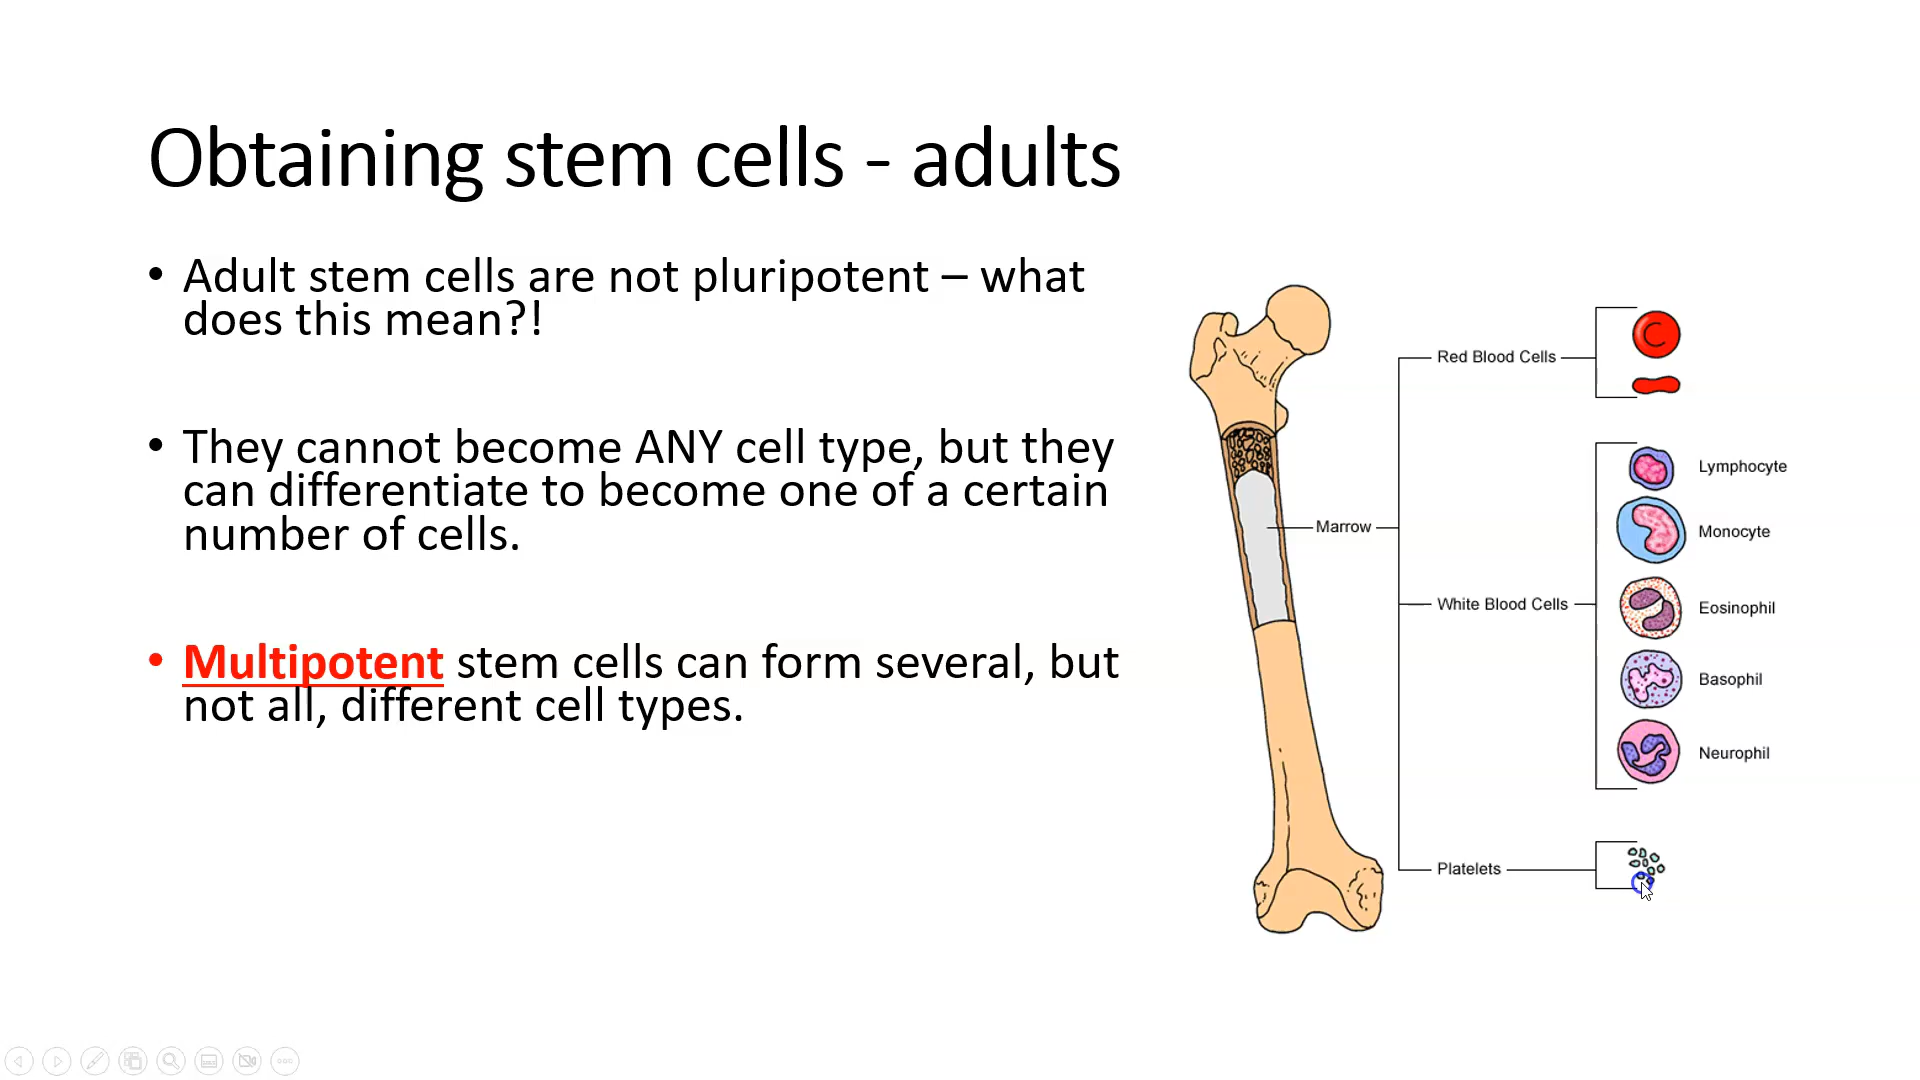 Obtaining stem cells - adults
• Adult stem cells are not pluripotent – what
does this mean?!
• They cannot become ANY cell type, but they
can differentiate to become one of a certain
number of cells.
• Multipotent stem cells can form several, but
not all, different cell types.
Marrow
Red Blood Cells
White Blood Cells
Lymphocyte
Monocyte
Eosinophil
Basophil
Neurophil
Platelets